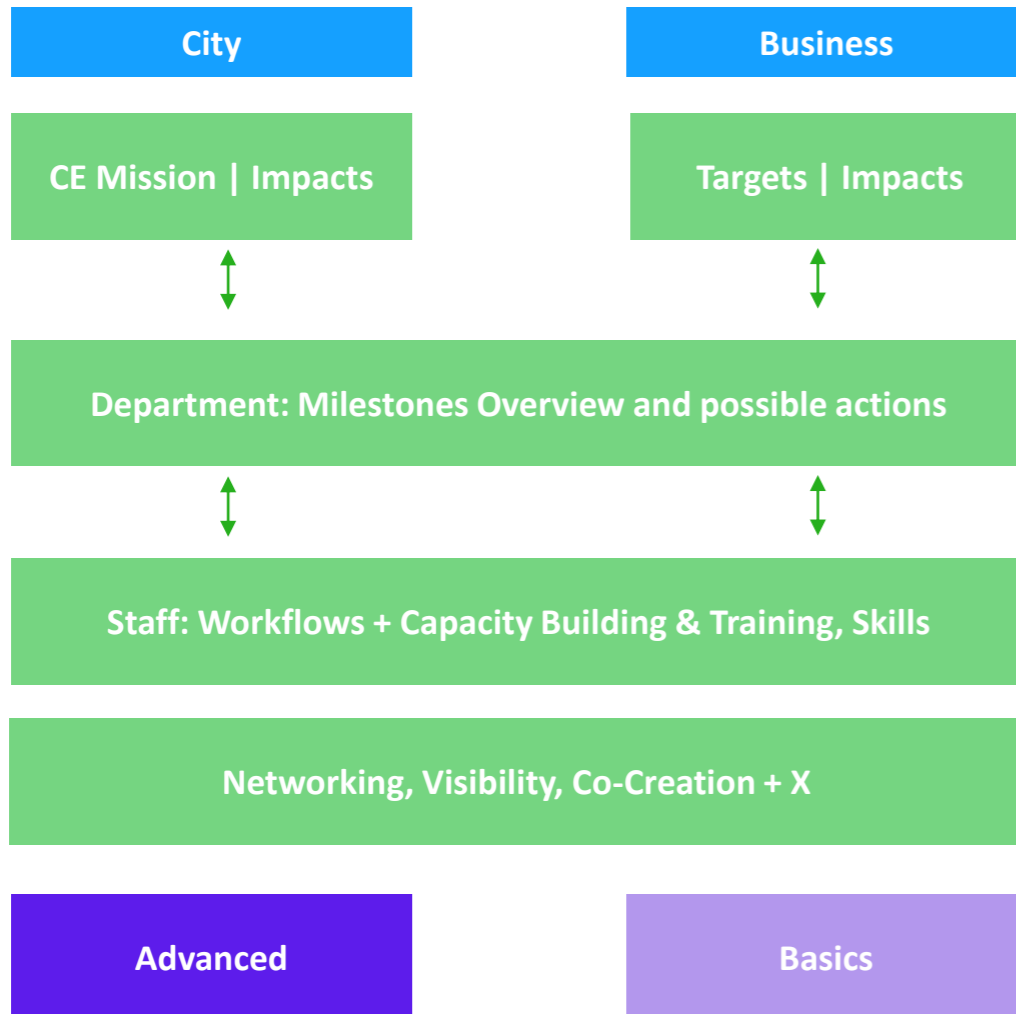 City
Business
CE Mission | Impacts
Targets | Impacts
Department: Milestones Overview and possible actions
Staff: Workflows + Capacity Building & Training, Skills
Networking, Visibility, Co-Creation + X
Advanced
Basics